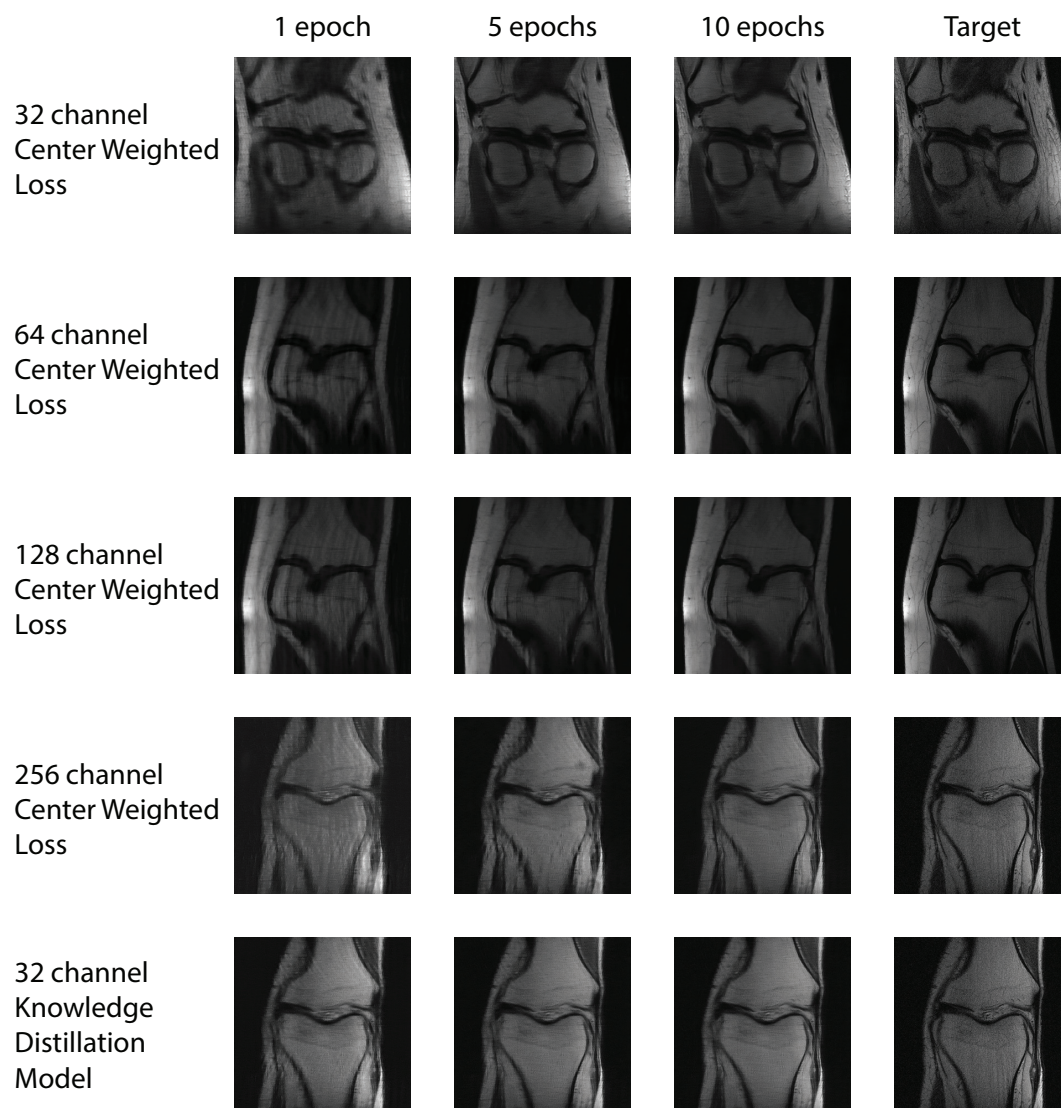 1 epoch 5 epochs 10 epochs Target
32 channel
Center Weighted
Loss
64 channel
Center Weighted
Loss
128 channel
Center Weighted
Loss
256 channel
Center Weighted
Loss
32 channel
Knowledge
Distillation
Model